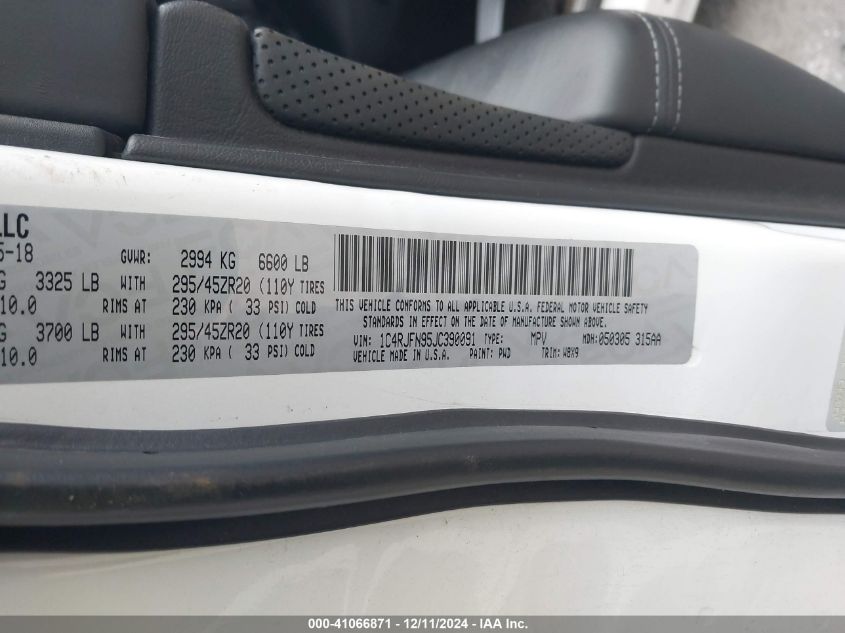 LLC
5-18
GVWR: 2994 KG 6600 LB
G 3325 LB WITH 295/45ZR20 (110Y TIRES
10.0 RIMS AT 230 KPA ( 33 PSI) COLD
G 3700 LB WITH 295/45ZR20 (110Y TIRES
10.0 RIMS AT 230 KPA ( 33 PSI) COLD
THIS VEHICLE CONFORMS TO ALL APPLICABLE U.S.A. FEDERAL MOTOR VEHICLE SAFETY
STANDARDS IN EFFECT ON THE DATE OF MANUFACTURE SHOWN ABOVE.
VIN: 1C4RJFN95JC390091 TYPE: MPV MDH: 050305 315AA
VEHICLE MADE IN U.S.A. PAINT: PWD TRIM: W8X9
000-41066871 - 12/11/2024 - IAA Inc.